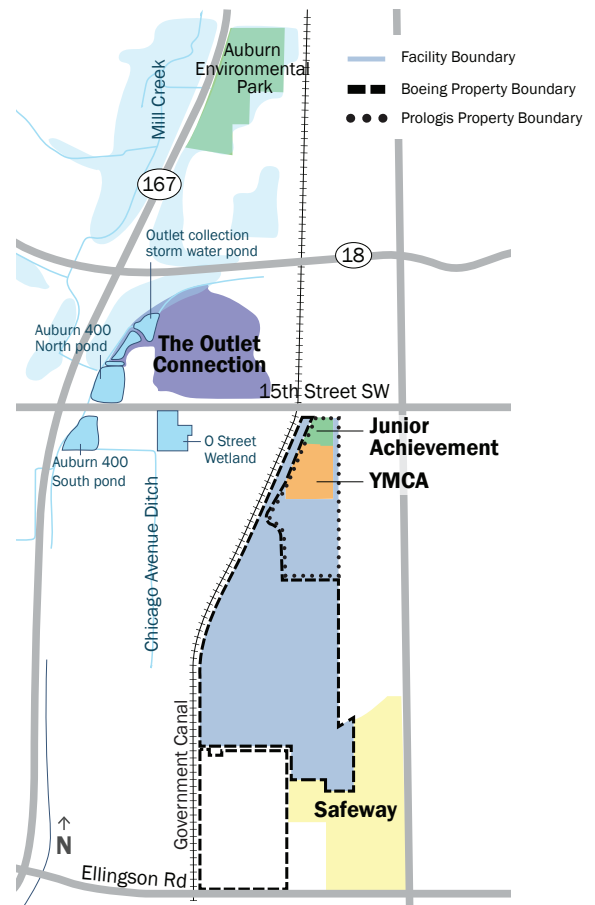 Auburn
Environmental
Park
Mill Creek
167
Facility Boundary
Boeing Property Boundary
Prologis Property Boundary
Outlet collection
storm water pond
18
Auburn 400
North pond
The Outlet
Connection
15th Street SW
Junior
Achievement
YMCA
O Street
Wetland
Auburn 400
South pond
Chicago Avenue Ditch
Government Canal
Safeway
N
Ellingson Rd